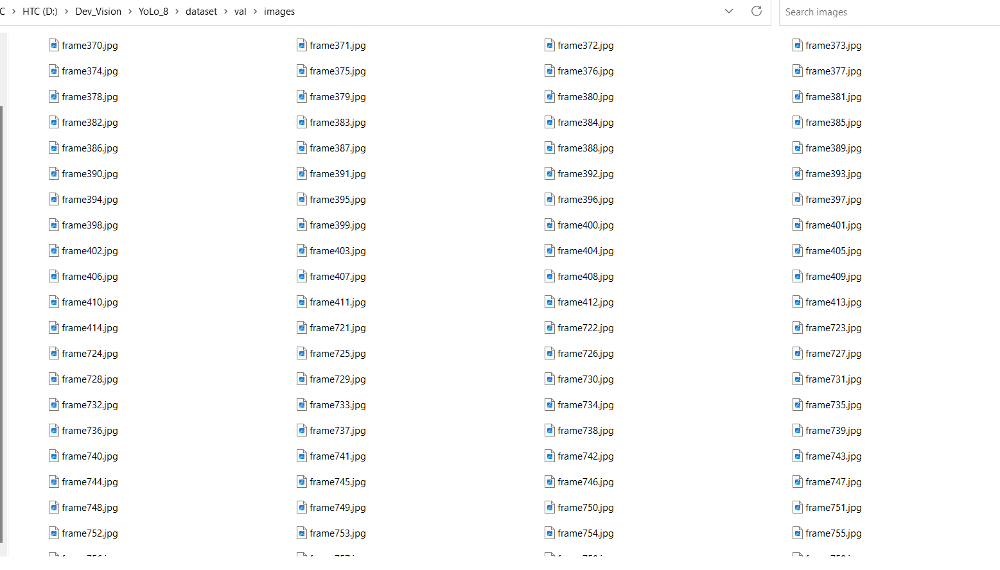 C > HTC (D:) > Dev_Vision > YoLo_8 > dataset > val > images Search images
frame370.jpg frame371.jpg frame372.jpg frame373.jpg
frame374.jpg frame375.jpg frame376.jpg frame377.jpg
frame378.jpg frame379.jpg frame380.jpg frame381.jpg
frame382.jpg frame383.jpg frame384.jpg frame385.jpg
frame386.jpg frame387.jpg frame388.jpg frame389.jpg
frame390.jpg frame391.jpg frame392.jpg frame393.jpg
frame394.jpg frame395.jpg frame396.jpg frame397.jpg
frame398.jpg frame399.jpg frame400.jpg frame401.jpg
frame402.jpg frame403.jpg frame404.jpg frame405.jpg
frame406.jpg frame407.jpg frame408.jpg frame409.jpg
frame410.jpg frame411.jpg frame412.jpg frame413.jpg
frame414.jpg frame721.jpg frame722.jpg frame723.jpg
frame724.jpg frame725.jpg frame726.jpg frame727.jpg
frame728.jpg frame729.jpg frame730.jpg frame731.jpg
frame732.jpg frame733.jpg frame734.jpg frame735.jpg
frame736.jpg frame737.jpg frame738.jpg frame739.jpg
frame740.jpg frame741.jpg frame742.jpg frame743.jpg
frame744.jpg frame745.jpg frame746.jpg frame747.jpg
frame748.jpg frame749.jpg frame750.jpg frame751.jpg
frame752.jpg frame753.jpg frame754.jpg frame755.jpg